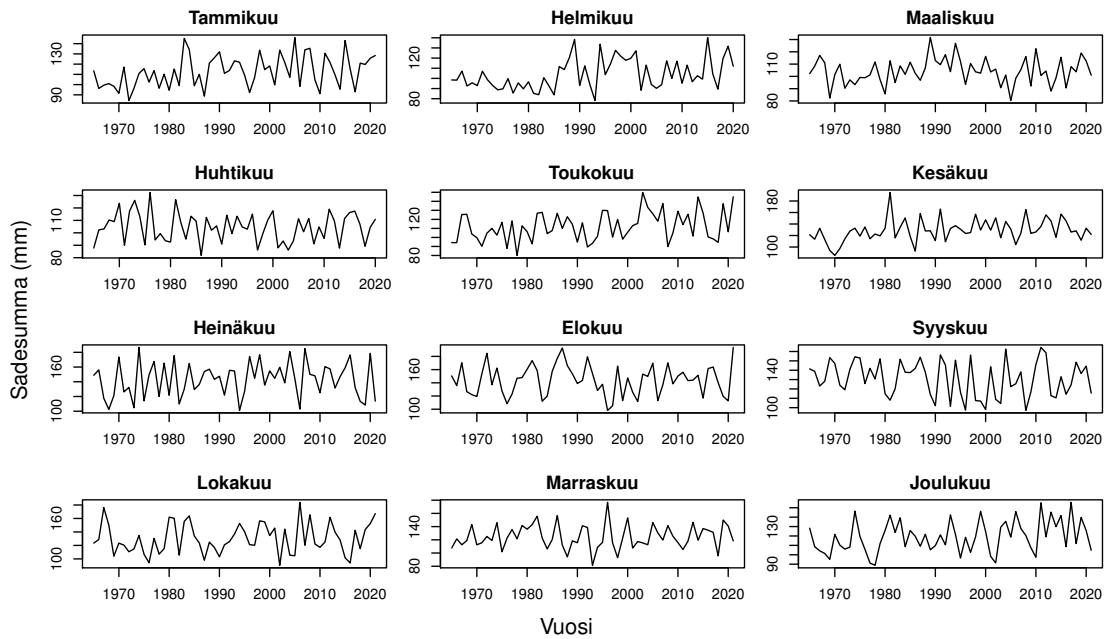 Tammikuu
Helmikuu
Maaliskuu
90 130
80 120
80 110
1970 1980 1990 2000 2010 2020
1970 1980 1990 2000 2010 2020
1970 1980 1990 2000 2010 2020
Huhtikuu
Toukokuu
Kesäkuu
80 110
80 120
100 180
1970 1980 1990 2000 2010 2020
1970 1980 1990 2000 2010 2020
1970 1980 1990 2000 2010 2020
Sadesumma (mm)
Heinäkuu
Elokuu
Syyskuu
100 160
100 160
100 140
1970 1980 1990 2000 2010 2020
1970 1980 1990 2000 2010 2020
1970 1980 1990 2000 2010 2020
Lokakuu
Marraskuu
Joulukuu
100 160
80 140
90 130
1970 1980 1990 2000 2010 2020
1970 1980 1990 2000 2010 2020
1970 1980 1990 2000 2010 2020
Vuosi